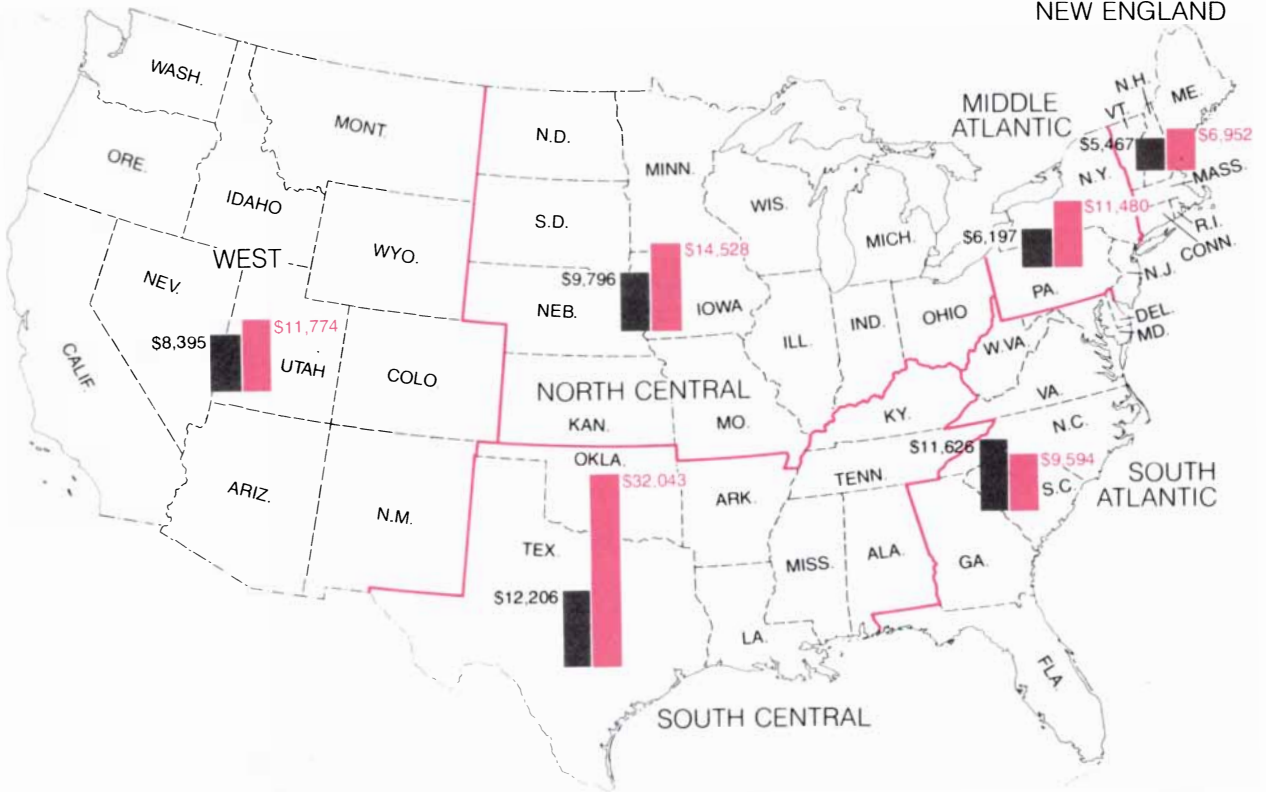 NEW ENGLAND
WASH.
MONT.
N.D.
MINN.
MIDDLE
ATLANTIC
N.H.
VT.
ME.
$5,467
$6,952
MASS.
ORE.
IDAHO
S.D.
WIS.
MICH.
N.Y.
$11,480
R.I.
CONN.
WEST
WYO.
$14,528
$6,197
N.J.
NEV.
$9,796
NEB.
IOWA
PA.
DEL.
MD.
$11,774
$8,395
UTAH
COLO.
ILL.
IND.
OHIO
W.VA.
VA.
CALIF.
NORTH CENTRAL
KAN.
MO.
KY.
N.C.
$11,626
$9,594
S.C.
SOUTH
ATLANTIC
ARIZ.
N.M.
OKLA.
$32.043
ARK.
TENN.
TEX.
MISS.
ALA.
GA.
$12,206
LA.
FLA.
SOUTH CENTRAL